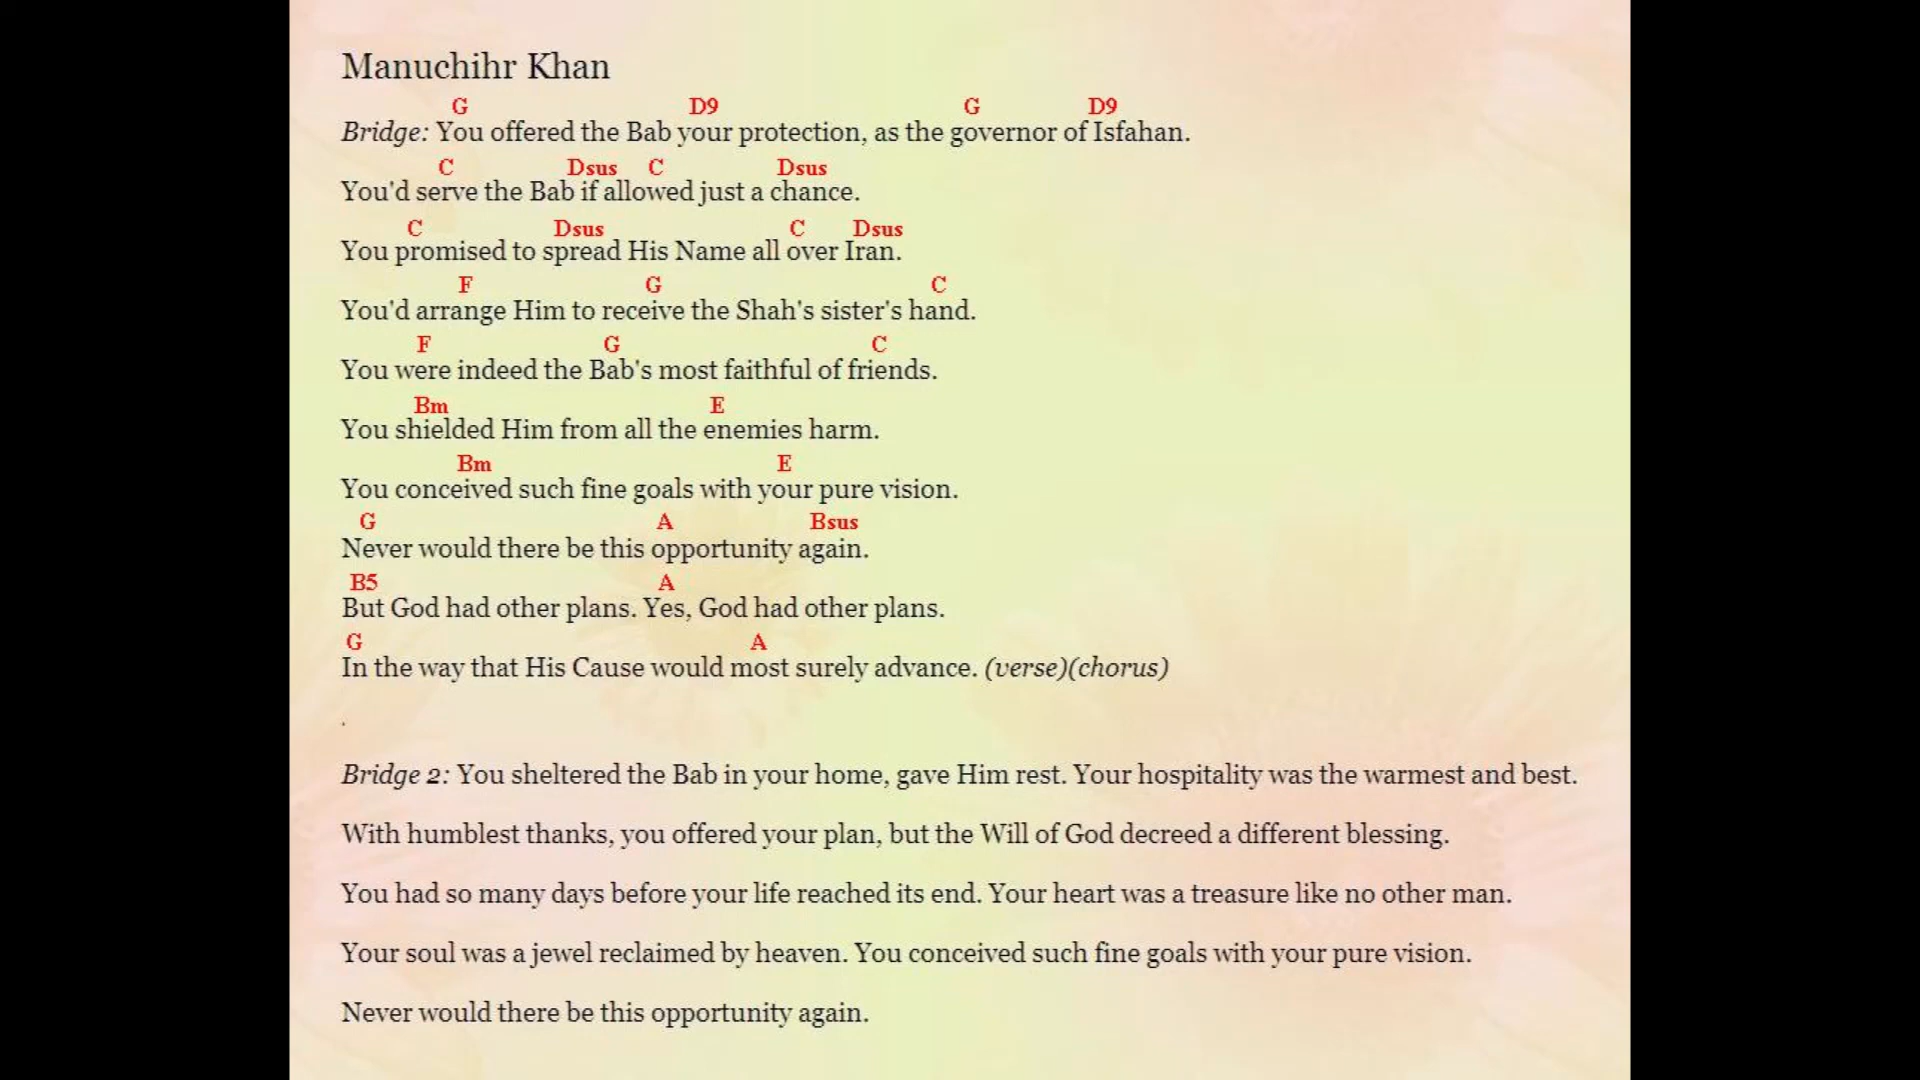 Manuchihr Khan
G D9 G D9
Bridge: You offered the Bab your protection, as the governor of Isfahan.
C Dsus C Dsus
You'd serve the Bab if allowed just a chance.
C Dsus C Dsus
You promised to spread His Name all over Iran.
F G C
You'd arrange Him to receive the Shah's sister's hand.
F G C
You were indeed the Bab's most faithful of friends.
Bm E
You shielded Him from all the enemies harm.
Bm E
You conceived such fine goals with your pure vision.
G A Bsus
Never would there be this opportunity again.
B5 A
But God had other plans. Yes, God had other plans.
G A
In the way that His Cause would most surely advance. (verse)(chorus)
.
Bridge 2: You sheltered the Bab in your home, gave Him rest. Your hospitality was the warmest and best.
With humblest thanks, you offered your plan, but the Will of God decreed a different blessing.
You had so many days before your life reached its end. Your heart was a treasure like no other man.
Your soul was a jewel reclaimed by heaven. You conceived such fine goals with your pure vision.
Never would there be this opportunity again.